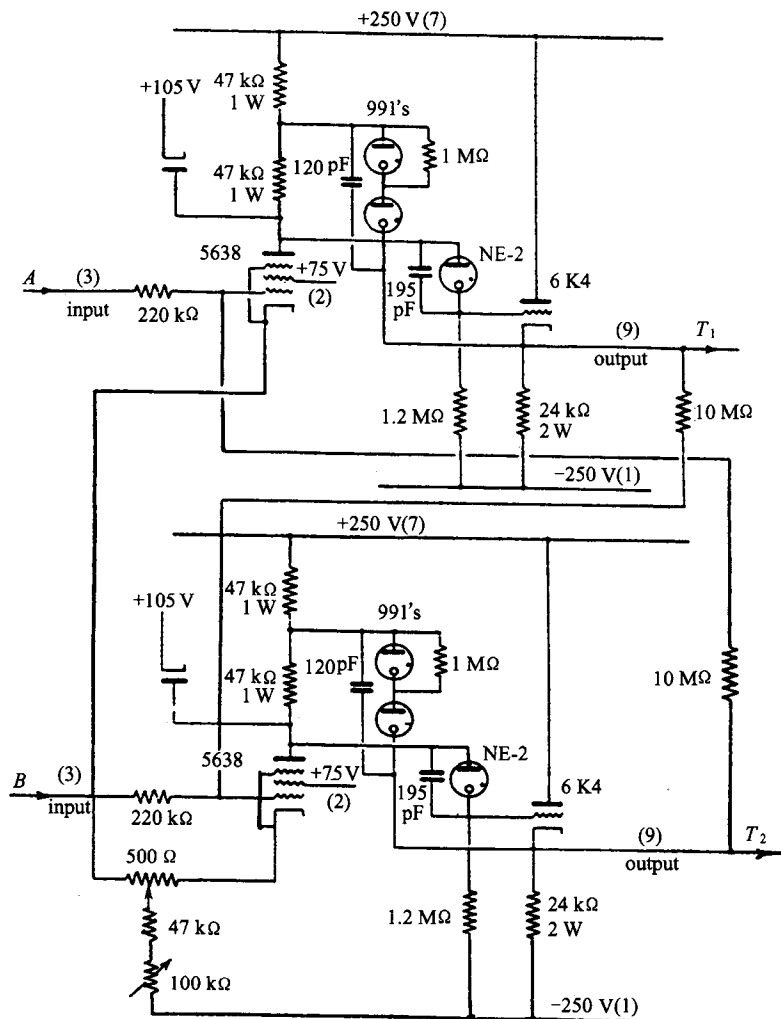 +250 V (7)
+105 V
47 kΩ
1 W
991's
47 kΩ
1 W
120 pF
1 MΩ
5638
+75 V
(2)
NE-2
195
pF
6 K4
A
(3)
input
220 kΩ
(9)
output
T1
1.2 MΩ
24 kΩ
2 W
10 MΩ
−250 V(1)
+250 V(7)
+105 V
47 kΩ
1 W
991's
47 kΩ
1 W
120 pF
1 MΩ
10 MΩ
5638
+75 V
(2)
NE-2
195
pF
6 K4
B
(3)
input
220 kΩ
(9)
output
T2
500 Ω
47 kΩ
100 kΩ
1.2 MΩ
24 kΩ
2 W
−250 V(1)